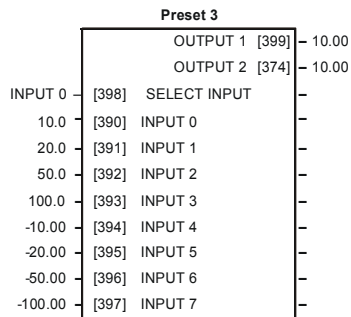 Preset 3
OUTPUT 1 [399] – 10.00
OUTPUT 2 [374] – 10.00
INPUT 0 – [398] SELECT INPUT –
10.0 – [390] INPUT 0 –
20.0 – [391] INPUT 1 –
50.0 – [392] INPUT 2 –
100.0 – [393] INPUT 3 –
-10.00 – [394] INPUT 4 –
-20.00 – [395] INPUT 5 –
-50.00 – [396] INPUT 6 –
-100.00 – [397] INPUT 7 –